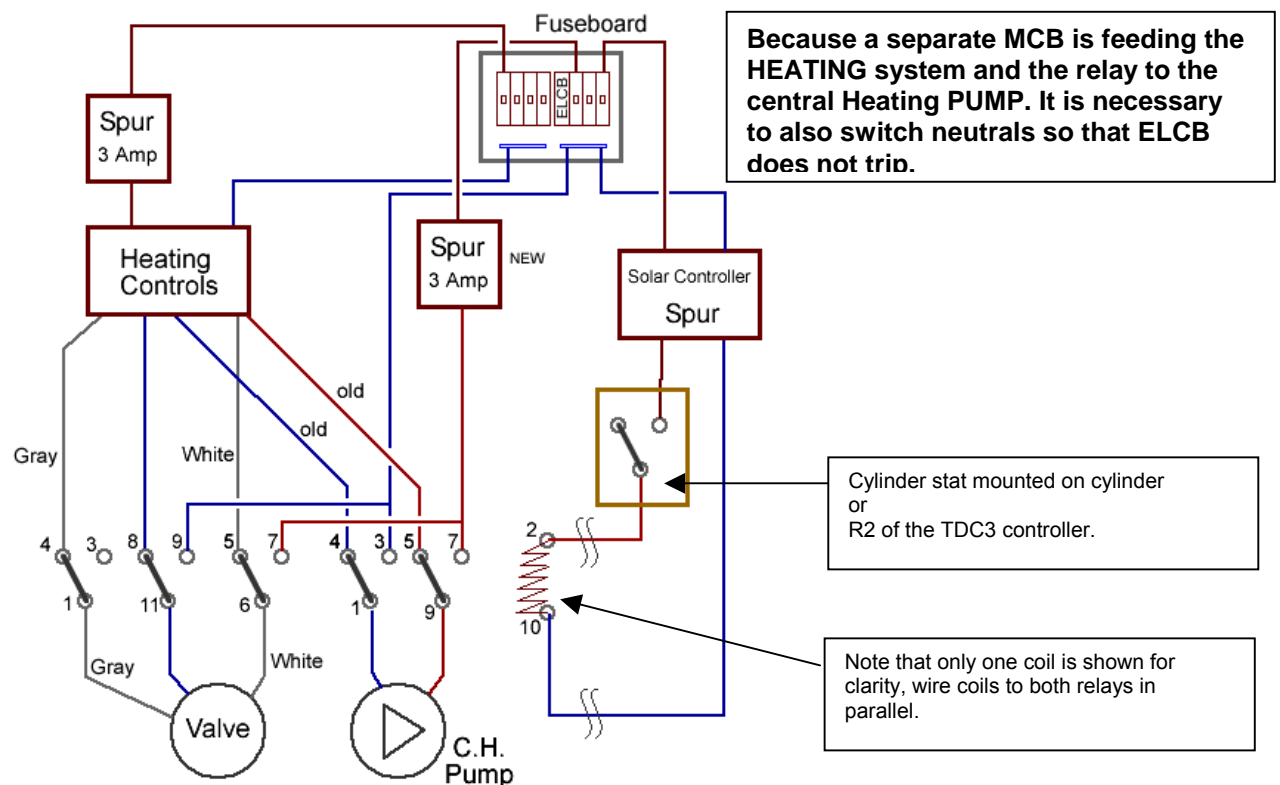 Fuseboard
Because a separate MCB is feeding the
HEATING system and the relay to the
central Heating PUMP. It is necessary
to also switch neutrals so that ELCB
does not trip.
ELCB
Spur
3 Amp
Heating
Controls
Spur
3 Amp
NEW
Solar Controller
Spur
old
old
Gray
White
Cylinder stat mounted on cylinder
or
R2 of the TDC3 controller.
4 3 8 9 5 7 4 3 5 7
2
1 11 6 1 9
10
Gray
White
Valve
C.H.
Pump
Note that only one coil is shown for
clarity, wire coils to both relays in
parallel.